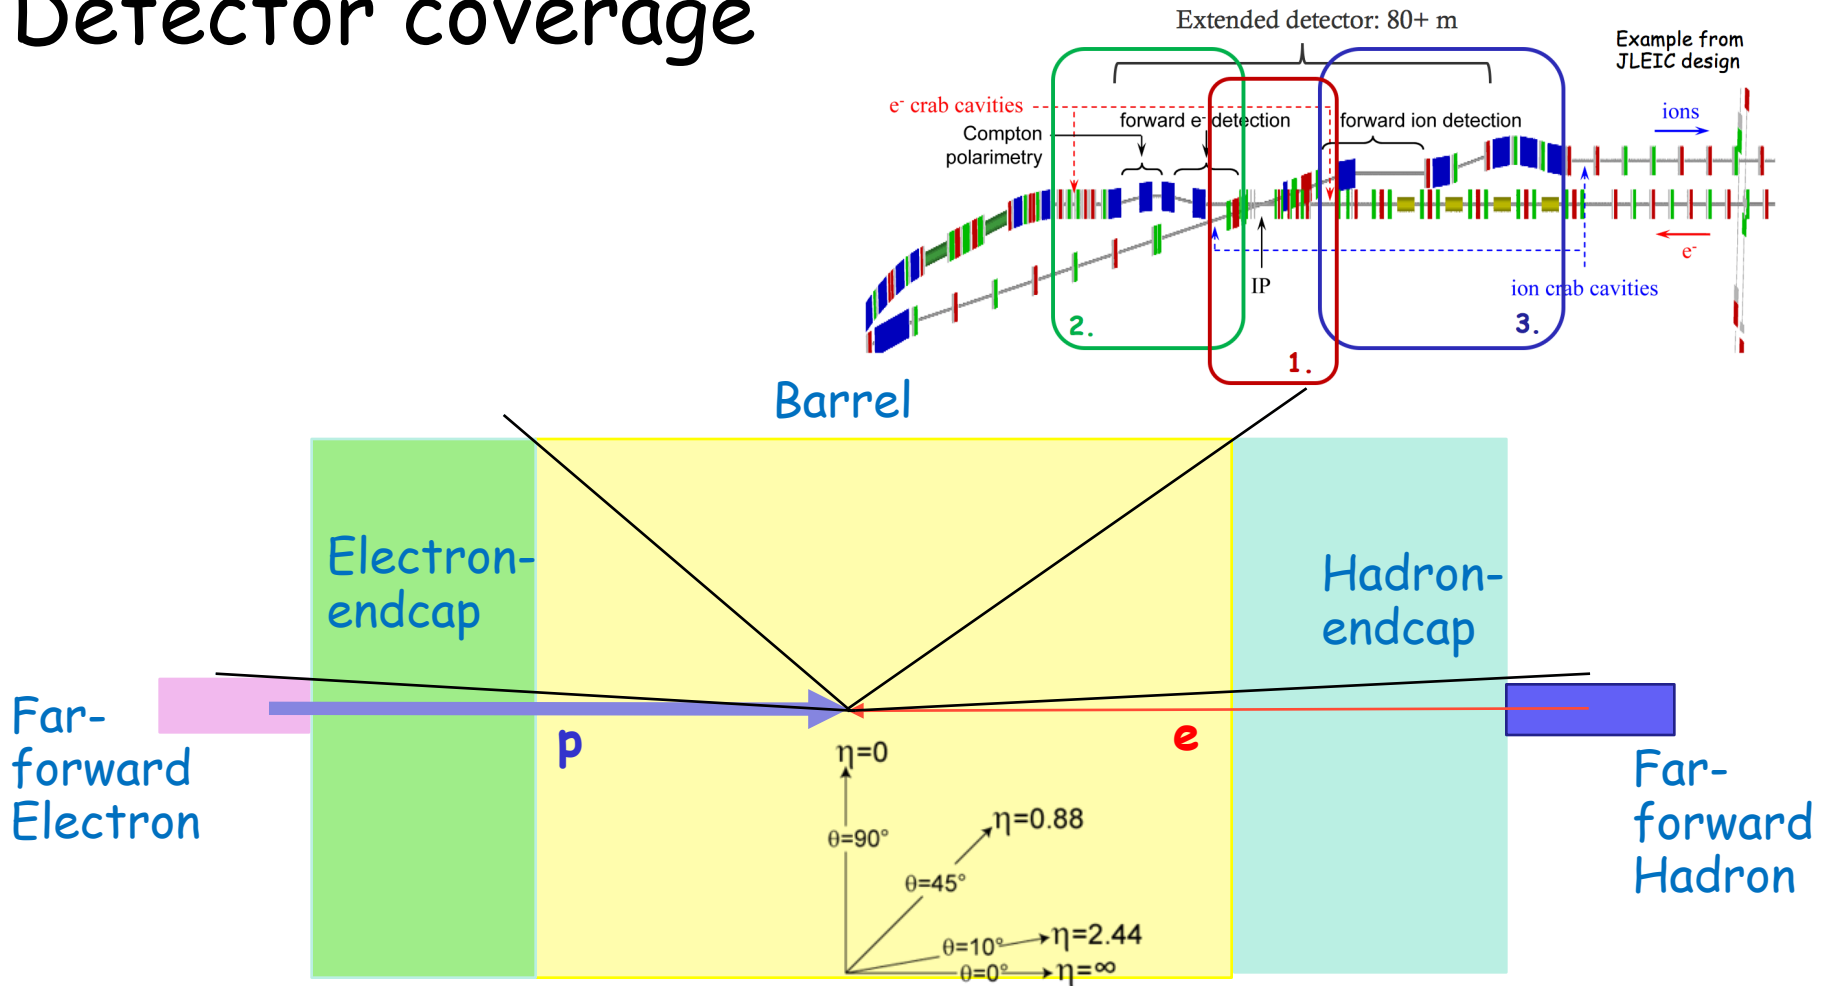 Detector coverage
Extended detector: 80+ m
Example from
JLEIC design
e- crab cavities
Compton
polarimetry
forward e- detection
forward ion detection
ions
e-
IP
ion crab cavities
2.
1.
3.
Barrel
Electron-
endcap
Hadron-
endcap
Far-
forward
Electron
p
e
Far-
forward
Hadron
η=0
θ=90°
η=0.88
θ=45°
θ=10°
η=2.44
θ=0°
η=∞